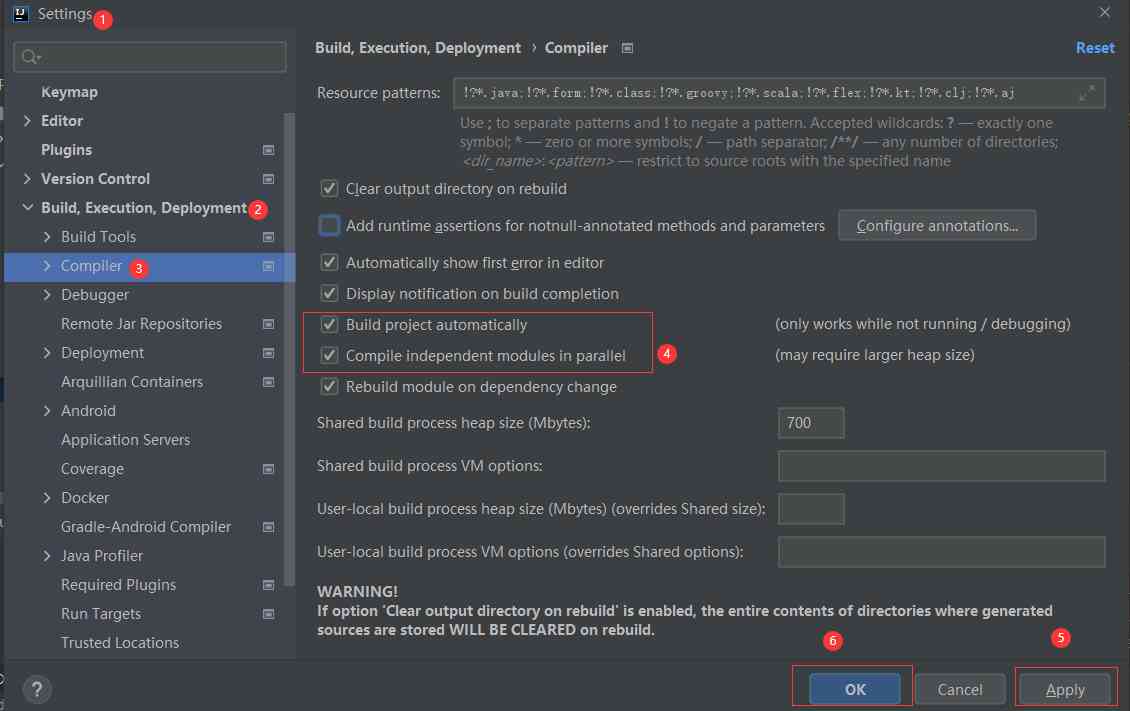 Settings 1
Keymap
Editor
Plugins
Version Control
Build, Execution, Deployment 2
Build Tools
Compiler 3
Debugger
Remote Jar Repositories
Deployment
Arquillian Containers
Android
Application Servers
Coverage
Docker
Gradle-Android Compiler
Java Profiler
Required Plugins
Run Targets
Trusted Locations
Build, Execution, Deployment › Compiler
Reset
Resource patterns: !?*.java;!?*.form;!?*.class;!?*.groovy;!?*.scala;!?*.flex;!?*.kt;!?*.clj;!?*.aj
Use ; to separate patterns and ! to negate a pattern. Accepted wildcards: ? — exactly one
symbol; * — zero or more symbols; / — path separator; /**/ — any number of directories;
<dir_name>:<pattern> — restrict to source roots with the specified name
Clear output directory on rebuild
Add runtime assertions for notnull-annotated methods and parameters Configure annotations...
Automatically show first error in editor
Display notification on build completion
Build project automatically (only works while not running / debugging)
Compile independent modules in parallel 4 (may require larger heap size)
Rebuild module on dependency change
Shared build process heap size (Mbytes): 700
Shared build process VM options:
User-local build process heap size (Mbytes) (overrides Shared size):
User-local build process VM options (overrides Shared options):
WARNING!
If option 'Clear output directory on rebuild' is enabled, the entire contents of directories where generated
sources are stored WILL BE CLEARED on rebuild.
6 5
? OK Cancel Apply